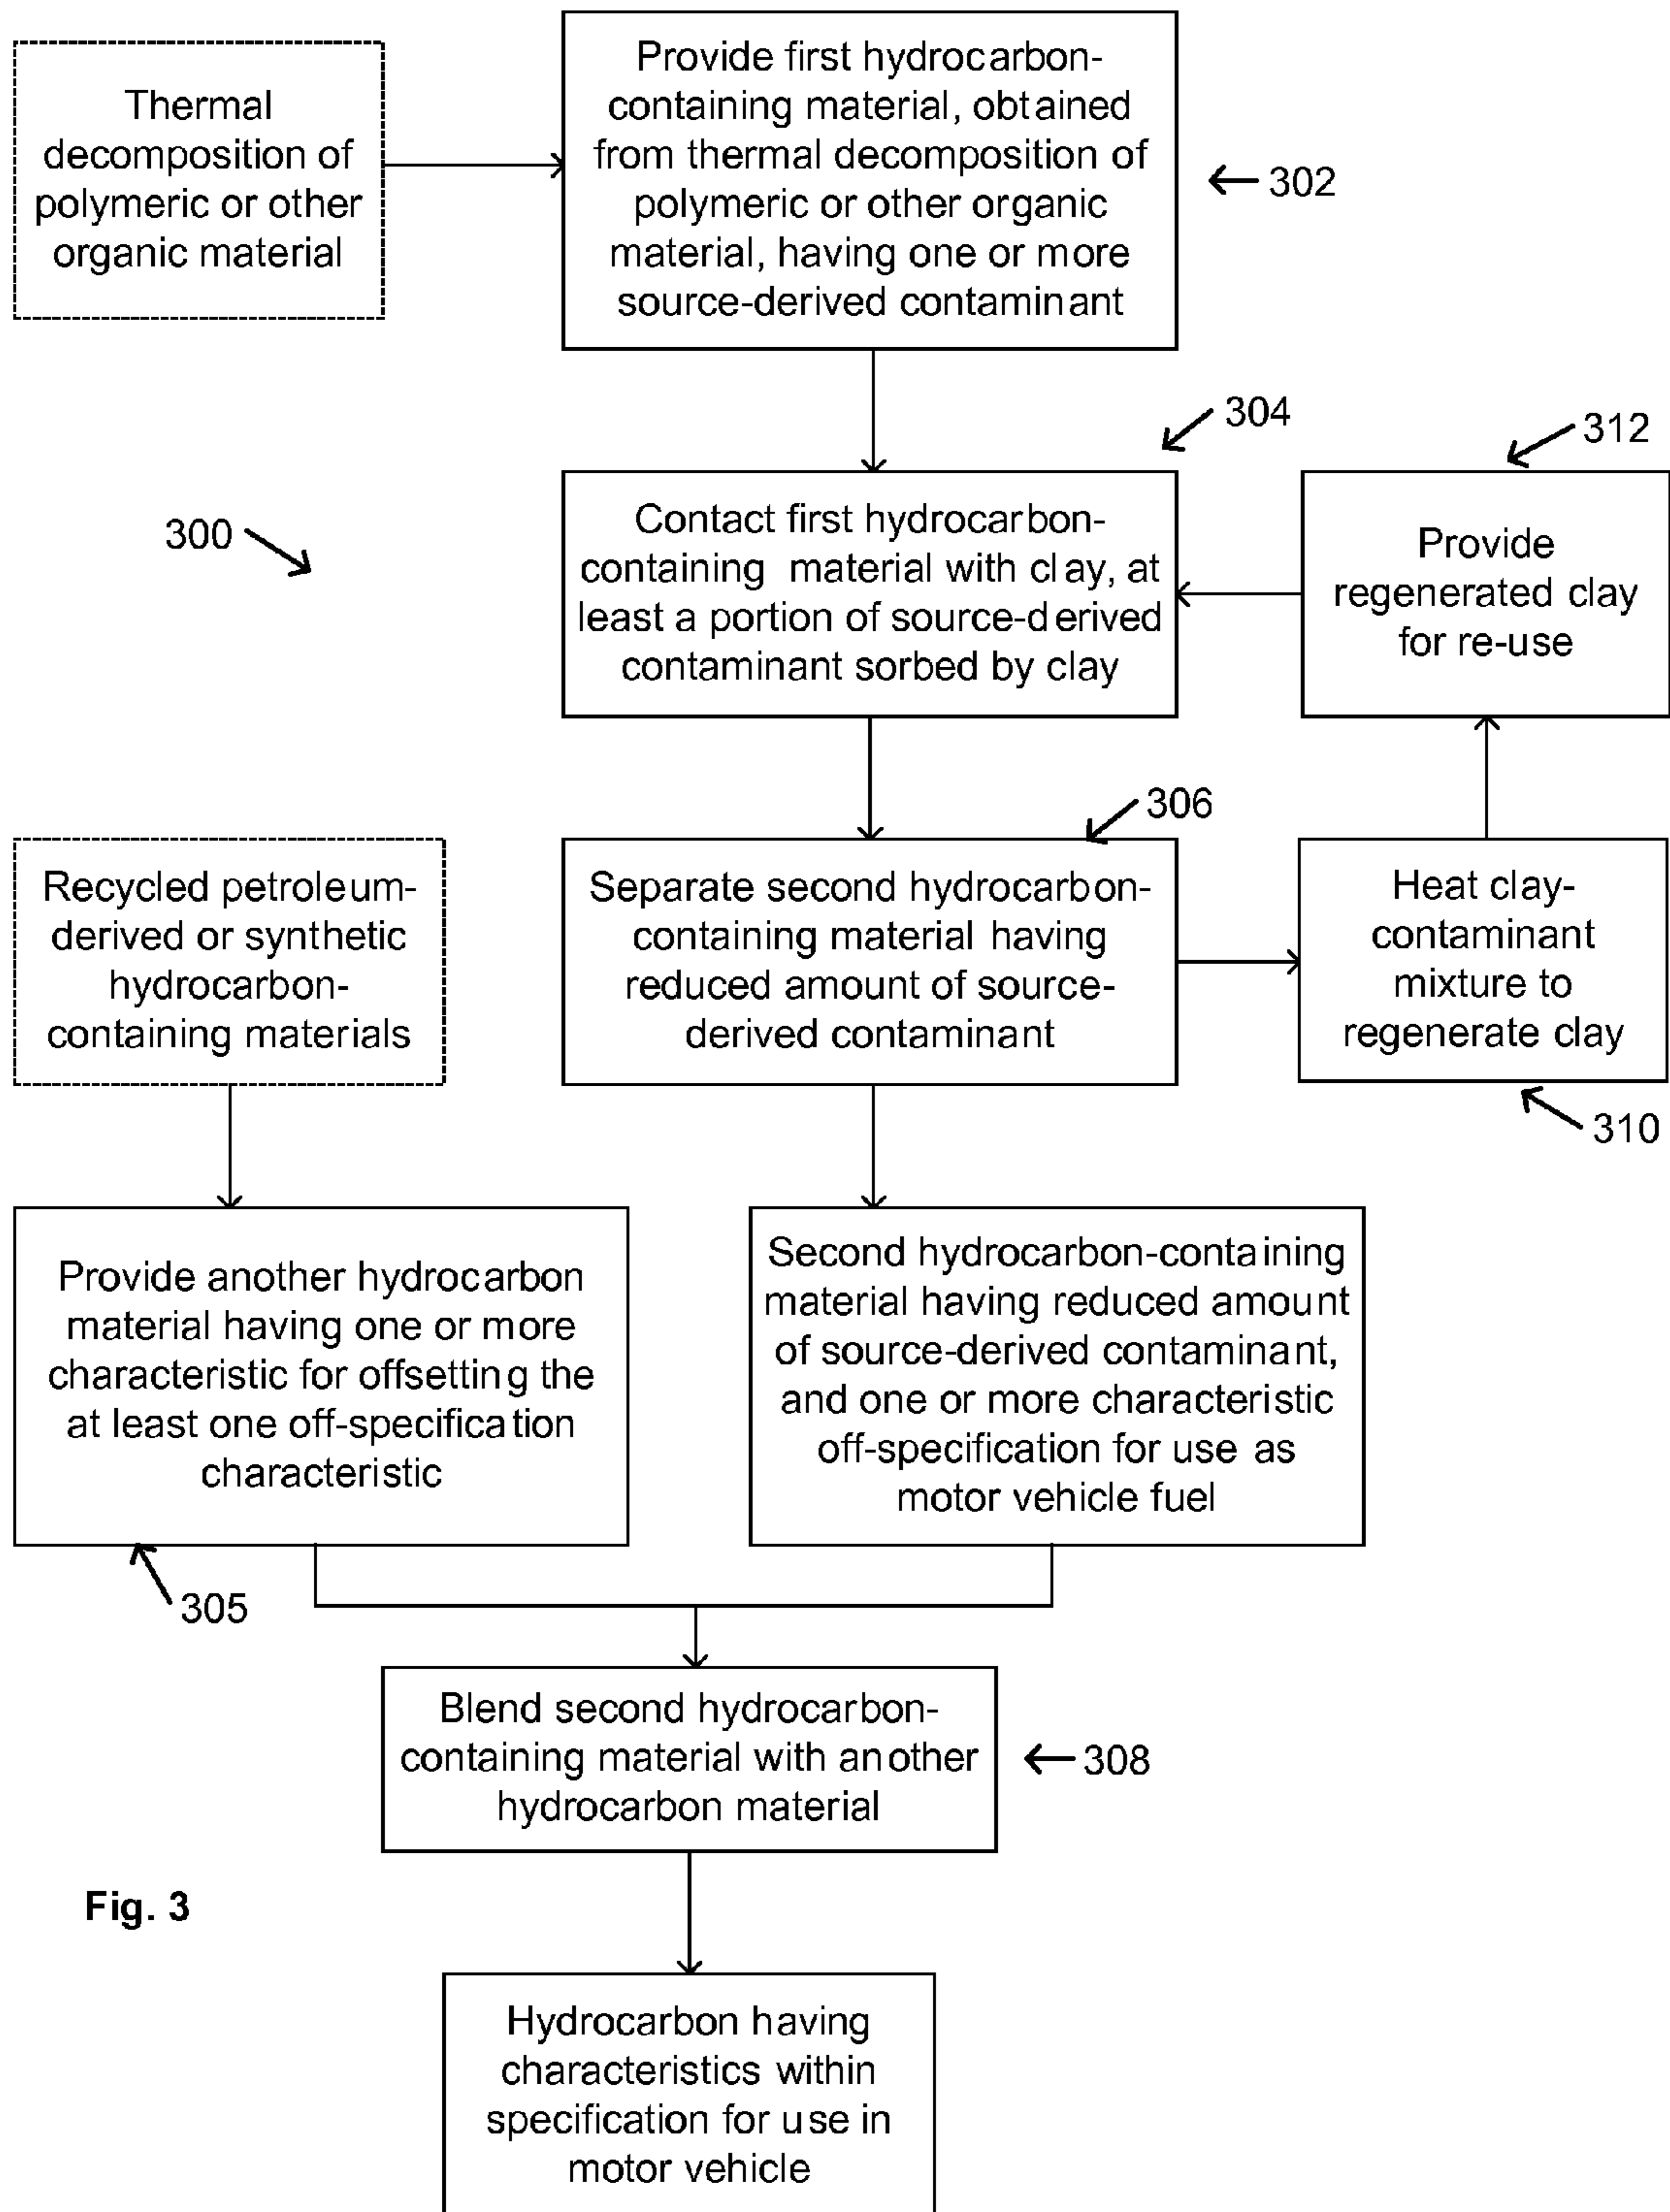 Thermal
decomposition of
polymeric or other
organic material
Provide first hydrocarbon-
containing material, obtained
from thermal decomposition of
polymeric or other organic
material, having one or more
source-derived contaminant
302
304
312
300
Contact first hydrocarbon-
containing material with clay, at
least a portion of source-derived
contaminant sorbed by clay
Provide
regenerated clay
for re-use
306
Recycled petroleum-
derived or synthetic
hydrocarbon-
containing materials
Separate second hydrocarbon-
containing material having
reduced amount of source-
derived contaminant
Heat clay-
contaminant
mixture to
regenerate clay
310
Provide another hydrocarbon
material having one or more
characteristic for offsetting the
at least one off-specification
characteristic
Second hydrocarbon-containing
material having reduced amount
of source-derived contaminant,
and one or more characteristic
off-specification for use as
motor vehicle fuel
305
Blend second hydrocarbon-
containing material with another
hydrocarbon material
308
Fig. 3
Hydrocarbon having
characteristics within
specification for use in
motor vehicle